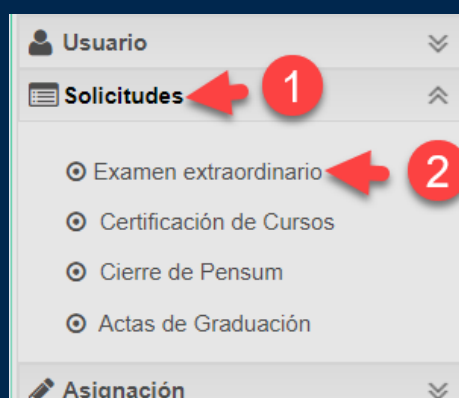 Usuario
Solicitudes 1
Examen extraordinario 2
Certificación de Cursos
Cierre de Pensum
Actas de Graduación
Asignación